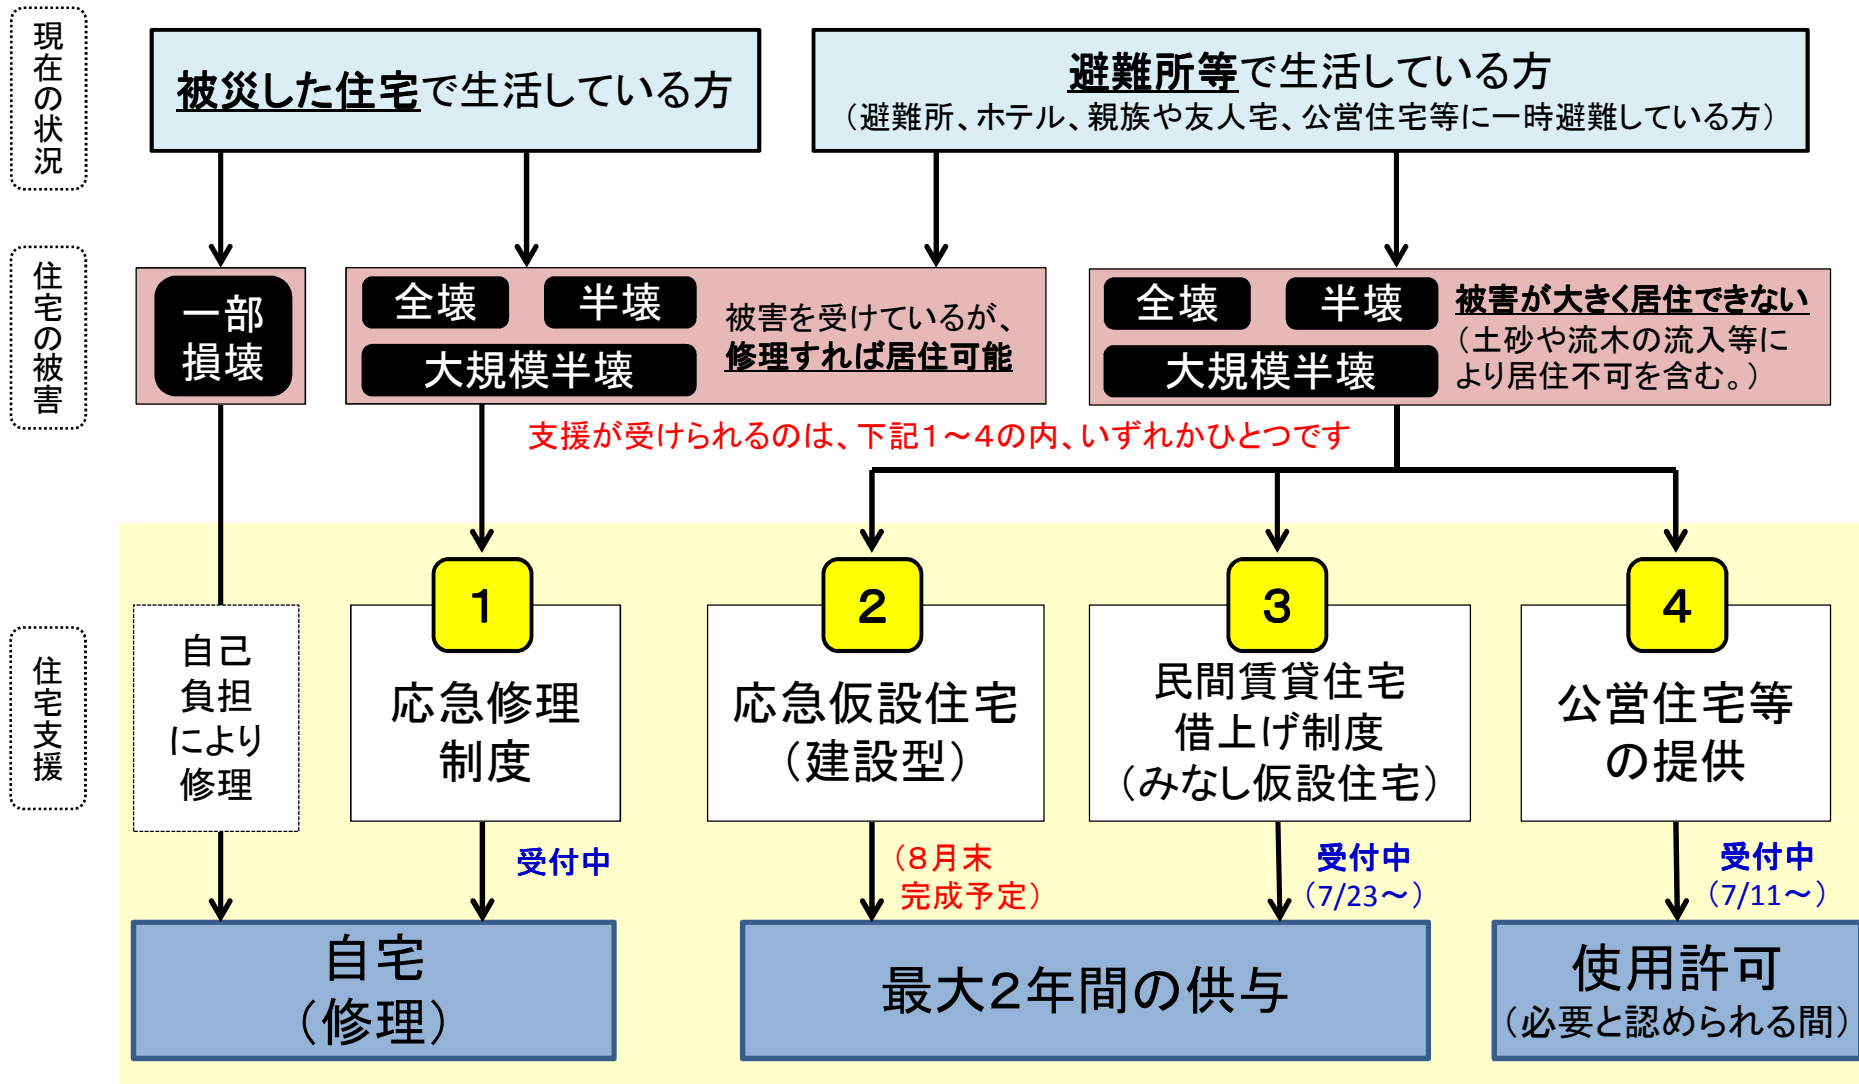 現在の状況
被災した住宅で生活している方
避難所等で生活している方
（避難所、ホテル、親族や友人宅、公営住宅等に一時避難している方）
住宅の被害
一部
損壊
全壊
半壊
大規模半壊
被害を受けているが、
修理すれば居住可能
全壊
半壊
大規模半壊
被害が大きく居住できない
（土砂や流木の流入等に
より居住不可を含む。）
支援が受けられるのは、下記１～４の内、いずれかひとつです
住宅支援
自己
負担
により
修理
１
応急修理
制度
２
応急仮設住宅
（建設型）
３
民間賃貸住宅
借上げ制度
（みなし仮設住宅）
４
公営住宅等
の提供
受付中
（８月末
完成予定）
受付中
（7/23～）
受付中
（7/11～）
自宅
（修理）
最大２年間の供与
使用許可
（必要と認められる間）